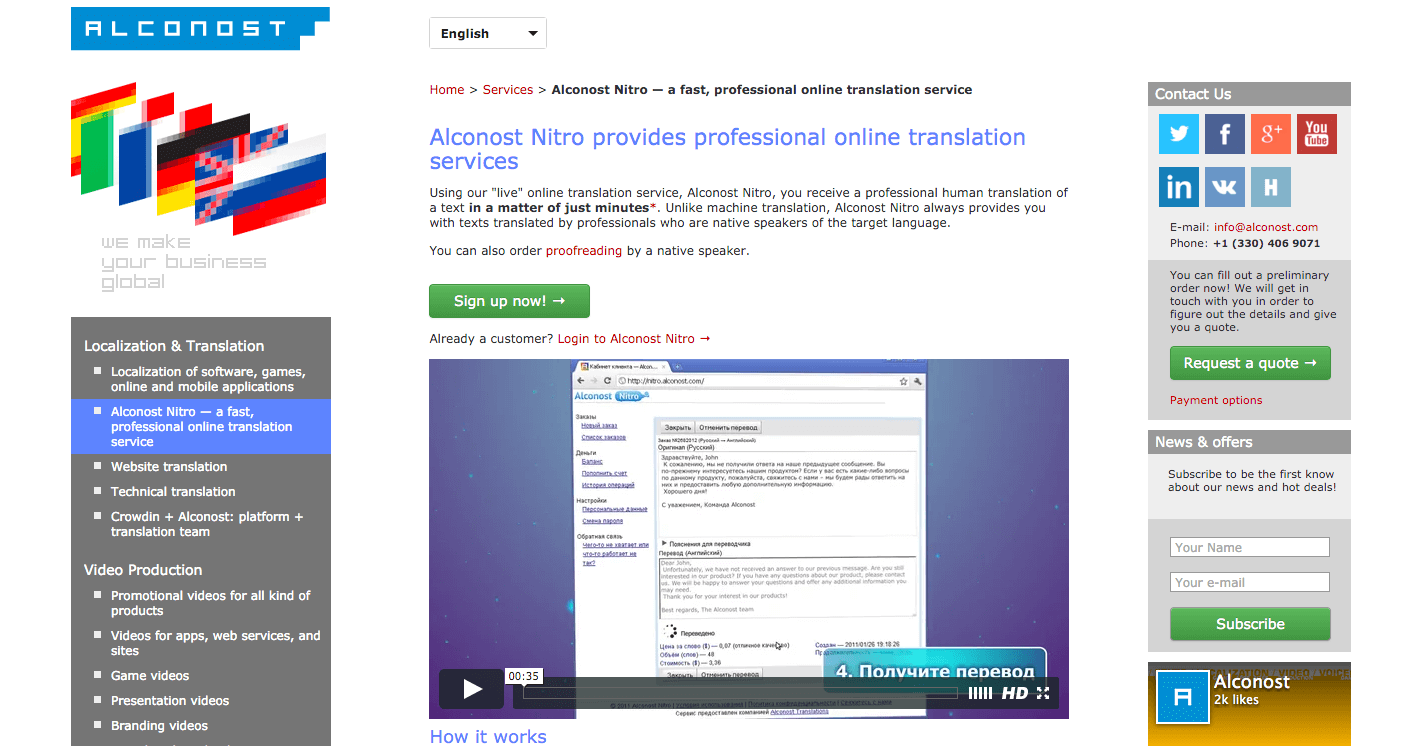 ALCONOST
we make
your business
global
Localization & Translation
Localization of software, games,
online and mobile applications
Alconost Nitro — a fast,
professional online translation
service
Website translation
Technical translation
Crowdin + Alconost: platform +
translation team
Video Production
Promotional videos for all kind of
products
Videos for apps, web services, and
sites
Game videos
Presentation videos
Branding videos
English
Home > Services > Alconost Nitro — a fast, professional online translation service
Alconost Nitro provides professional online translation
services
Using our "live" online translation service, Alconost Nitro, you receive a professional human translation of
a text in a matter of just minutes*. Unlike machine translation, Alconost Nitro always provides you
with texts translated by professionals who are native speakers of the target language.
You can also order proofreading by a native speaker.
Sign up now! →
Already a customer? Login to Alconost Nitro →
Кабинет клиента — Alcon...
http://nitro.alconost.com/
Alconost Nitro
Заказы
Новый заказ
Список заказов
Деньги
Баланс
Пополнить счет
История операций
Настройки
Персональные данные
Смена пароля
Обратная связь
Чего-то не хватает или
что-то работает не
так?
Закрыть Отменить перевод
Заказ №2692012 (Русский → Английский)
Оригинал (Русский)
Здравствуйте, John
К сожалению, мы не получили ответа на наше предыдущее сообщение. Вы
по-прежнему интересуетесь нашим продуктом? Если у вас есть какие-либо вопросы
по данному продукту, пожалуйста, свяжитесь с нами - мы будем рады ответить на
них и предоставить любую дополнительную информацию.
Хорошего дня!
С уважением, Команда Alconost
Пояснения для переводчика
Перевод (Английский)
Dear John,
Unfortunately, we have not received an answer to our previous message. Are you still
interested in our product? If you have any questions about our product, please contact
us. We will be happy to answer your questions and offer any additional information you
may need.
Thank you for your interest in our products!
Best regards, The Alconost team
Переведено
Цена за слово ($) — 0,07 (отличное качество)
Объём (слов) — 48
Стоимость ($) — 3,36
Создан — 2011/01/26 19:18:26
Закрыть Отменить перевод
4. Получите перевод
00:35
HD
Сервис предоставлен компанией Alconost Translations
How it works
Contact Us
You
Tube
E-mail: info@alconost.com
Phone: +1 (330) 406 9071
You can fill out a preliminary
order now! We will get in
touch with you in order to
figure out the details and give
you a quote.
Request a quote →
Payment options
News & offers
Subscribe to be the first know
about our news and hot deals!
Your Name
Your e-mail
Subscribe
Alconost
2k likes